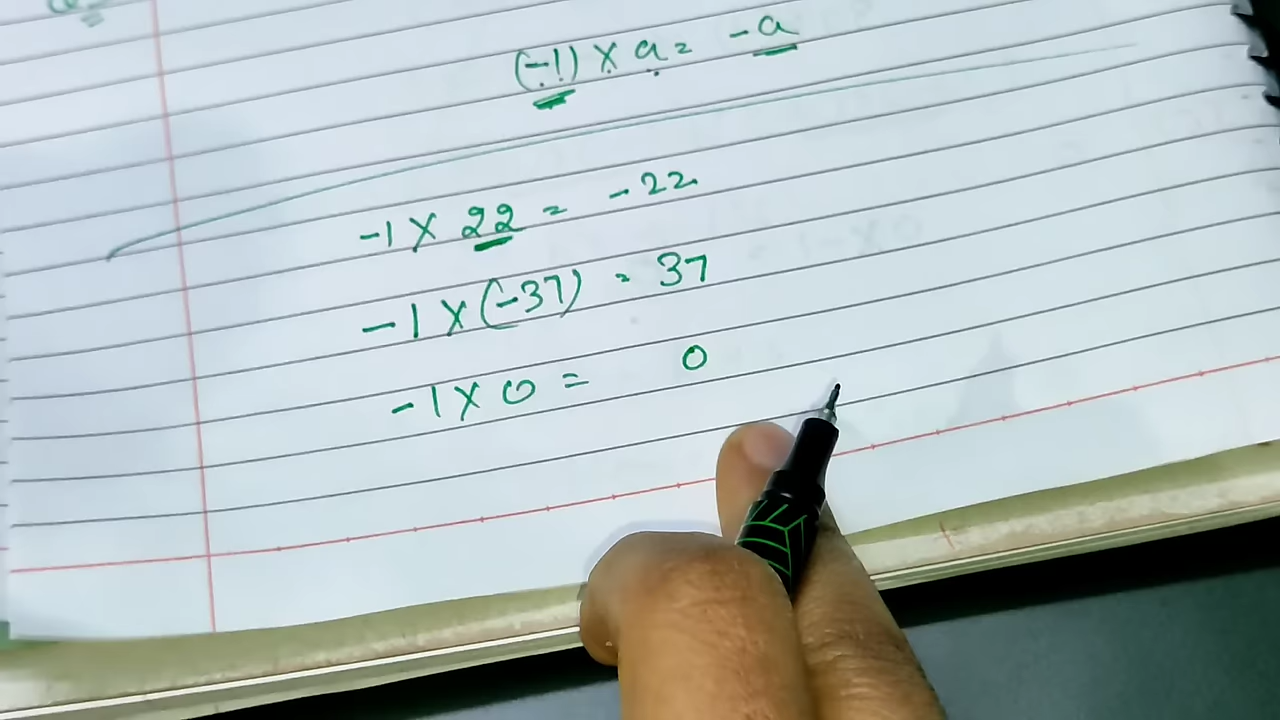 (-1) × a = -a
-1 × 22 = -22
-1 × (-37) = 37
-1 × 0 = 0